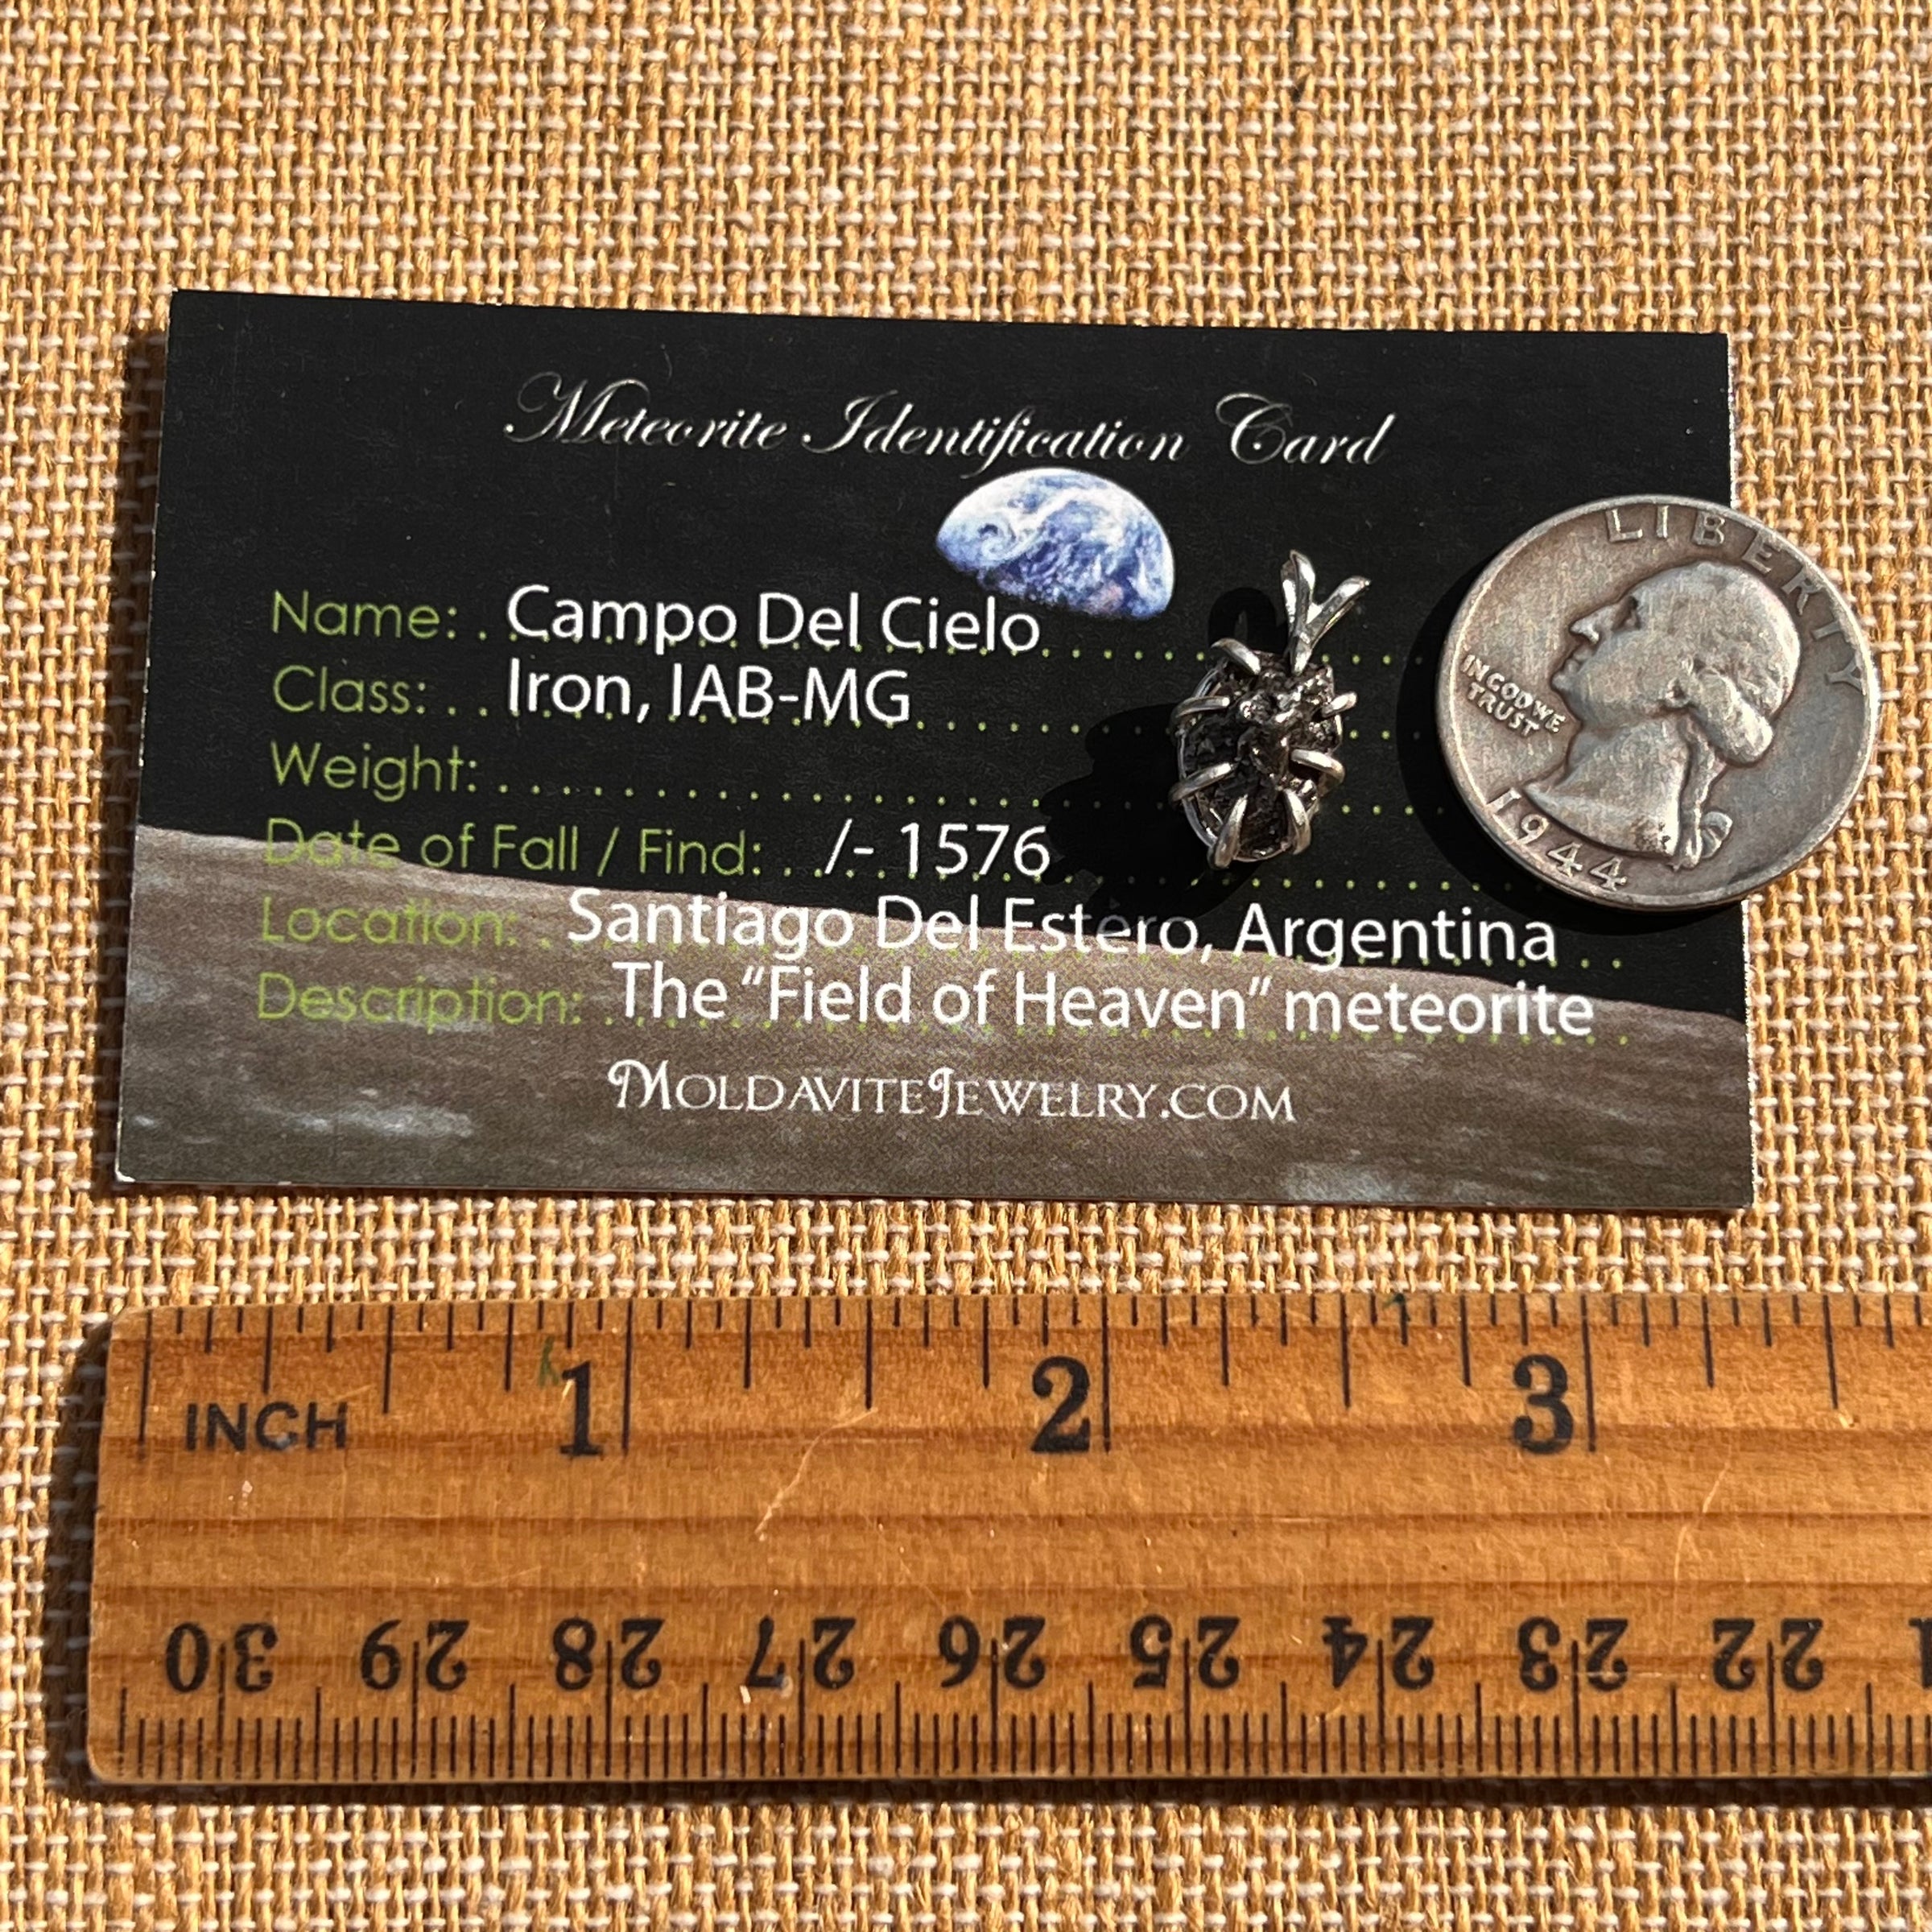 Meteorite Identification Card
Name: . Campo Del Cielo
Class: . . Iron, IAB-MG
Weight:
Date of Fall / Find: . . /- 1576
Location: . Santiago Del Estero, Argentina
Description: The “Field of Heaven” meteorite
MOLDAVITEJEWELRY.COM
LIBERTY
IN GOD WE
TRUST
1944
INCH 1 2 3
30 29 28 27 26 25 24 23 22